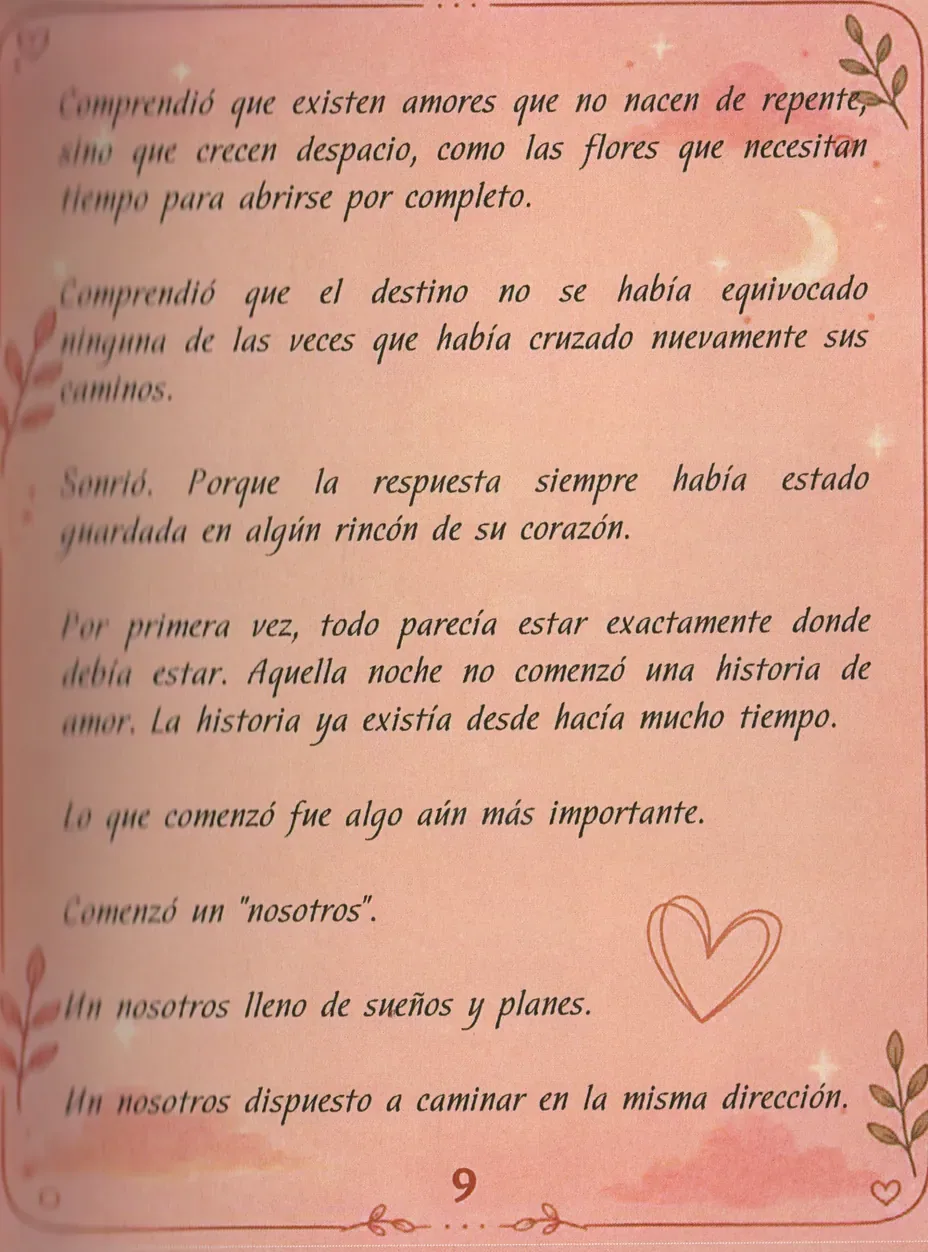 Comprendió que existen amores que no nacen de repente,
sino que crecen despacio, como las flores que necesitan
tiempo para abrirse por completo.
Comprendió que el destino no se había equivocado
ninguna de las veces que había cruzado nuevamente sus
caminos.
Sonrió. Porque la respuesta siempre había estado
guardada en algún rincón de su corazón.
Por primera vez, todo parecía estar exactamente donde
debía estar. Aquella noche no comenzó una historia de
amor. La historia ya existía desde hacía mucho tiempo.
Lo que comenzó fue algo aún más importante.
Comenzó un "nosotros".
Un nosotros lleno de sueños y planes.
Un nosotros dispuesto a caminar en la misma dirección.
9